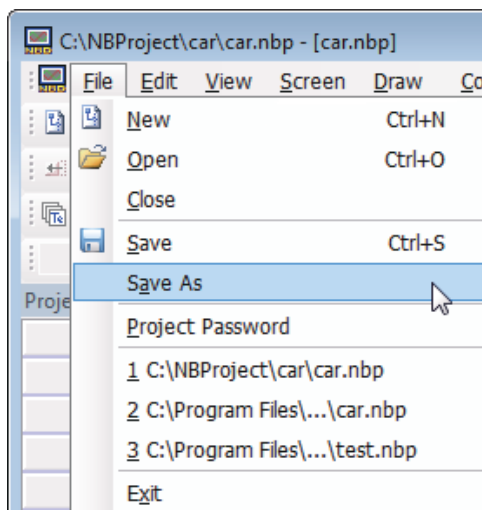 C:\NBProject\car\car.nbp - [car.nbp]
File Edit View Screen Draw
New Ctrl+N
Open Ctrl+O
Close
Save Ctrl+S
Save As
Project Password
1 C:\NBProject\car\car.nbp
2 C:\Program Files\...\car.nbp
3 C:\Program Files\...\test.nbp
Exit